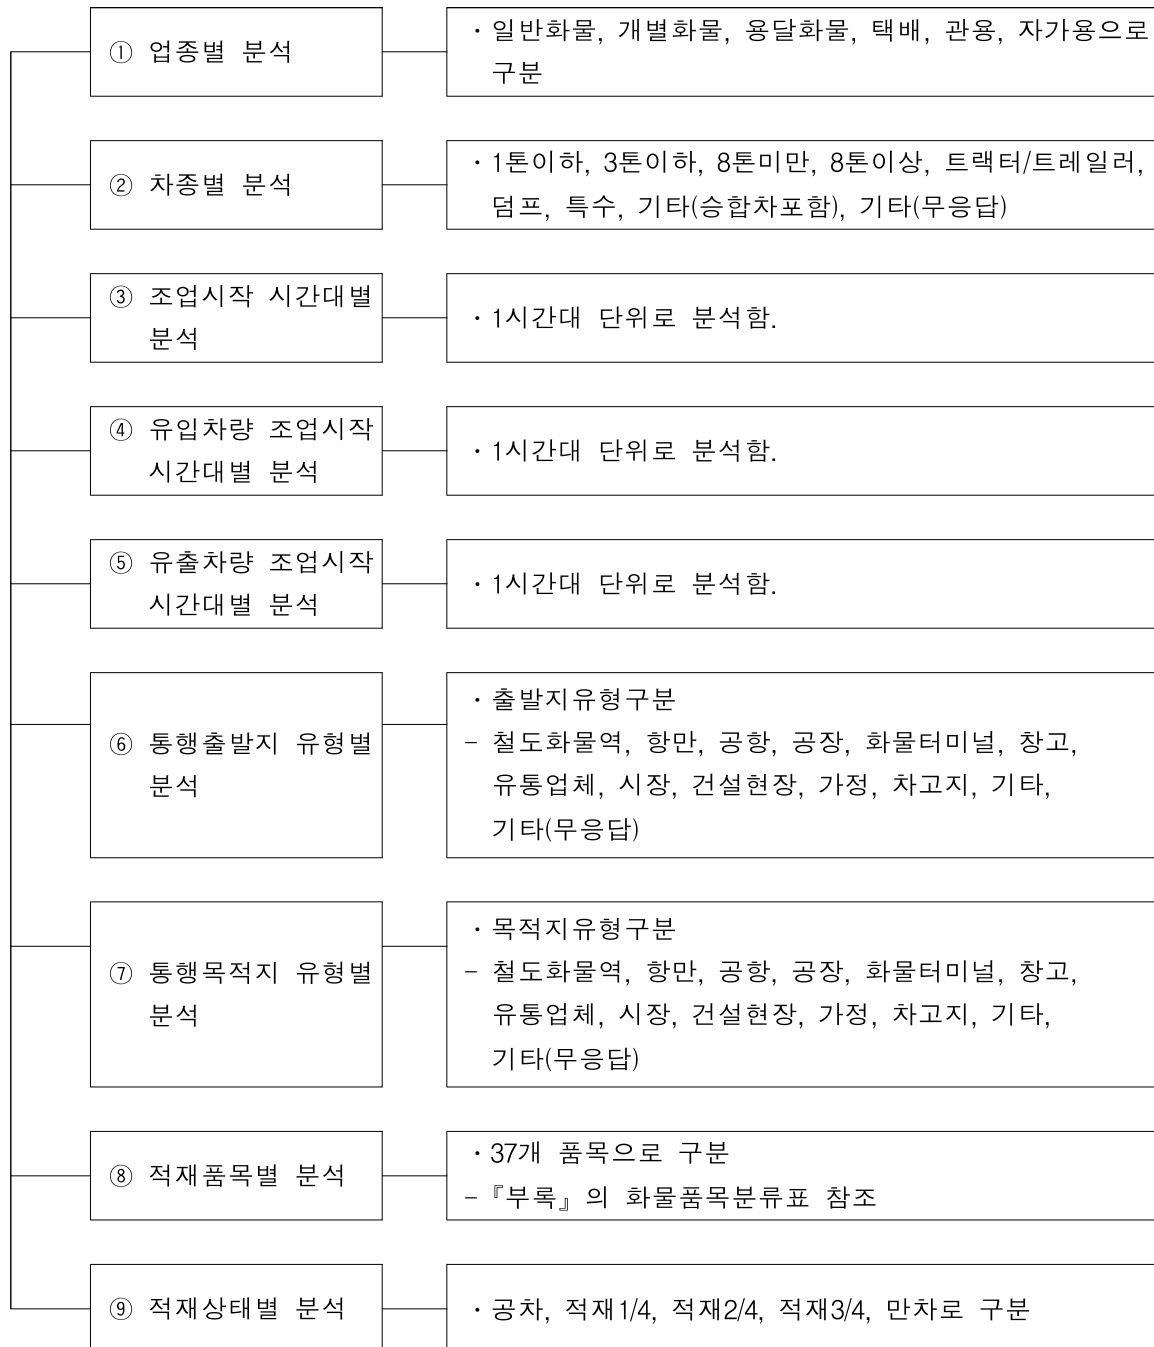 ① 업종별 분석
· 일반화물, 개별화물, 용달화물, 택배, 관용, 자가용으로
구분
② 차종별 분석
· 1톤이하, 3톤이하, 8톤미만, 8톤이상, 트랙터/트레일러,
덤프, 특수, 기타(승합차포함), 기타(무응답)
③ 조업시작 시간대별
분석
· 1시간대 단위로 분석함.
④ 유입차량 조업시작
시간대별 분석
· 1시간대 단위로 분석함.
⑤ 유출차량 조업시작
시간대별 분석
· 1시간대 단위로 분석함.
⑥ 통행출발지 유형별
분석
· 출발지유형구분
- 철도화물역, 항만, 공항, 공장, 화물터미널, 창고,
유통업체, 시장, 건설현장, 가정, 차고지, 기타,
기타(무응답)
⑦ 통행목적지 유형별
분석
· 목적지유형구분
- 철도화물역, 항만, 공항, 공장, 화물터미널, 창고,
유통업체, 시장, 건설현장, 가정, 차고지, 기타,
기타(무응답)
⑧ 적재품목별 분석
· 37개 품목으로 구분
-『부록』의 화물품목분류표 참조
⑨ 적재상태별 분석
· 공차, 적재1/4, 적재2/4, 적재3/4, 만차로 구분